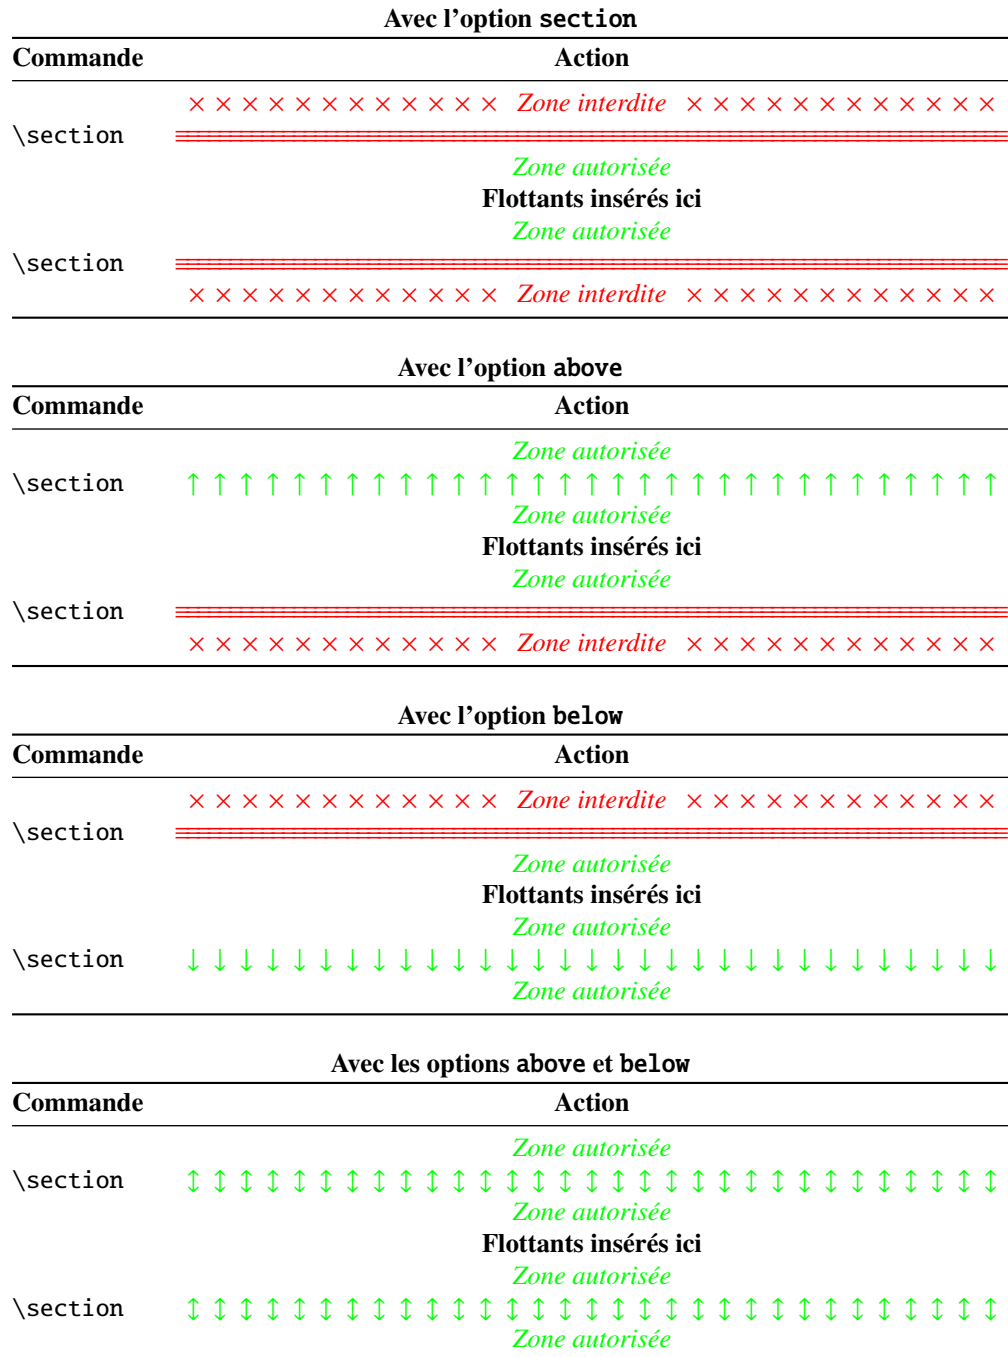 Avec l'option section
Commande Action
× × × × × × × × × × × × Zone interdite × × × × × × × × × × × ×
\section
Zone autorisée
Flottants insérés ici
Zone autorisée
\section
× × × × × × × × × × × × Zone interdite × × × × × × × × × × × ×
Avec l'option above
Commande Action
Zone autorisée
\section ↑ ↑ ↑ ↑ ↑ ↑ ↑ ↑ ↑ ↑ ↑ ↑ ↑ ↑ ↑ ↑ ↑ ↑ ↑ ↑ ↑ ↑ ↑ ↑ ↑ ↑ ↑ ↑ ↑ ↑ ↑
Zone autorisée
Flottants insérés ici
Zone autorisée
\section
× × × × × × × × × × × × Zone interdite × × × × × × × × × × × ×
Avec l'option below
Commande Action
× × × × × × × × × × × × Zone interdite × × × × × × × × × × × ×
\section
Zone autorisée
Flottants insérés ici
Zone autorisée
\section ↓ ↓ ↓ ↓ ↓ ↓ ↓ ↓ ↓ ↓ ↓ ↓ ↓ ↓ ↓ ↓ ↓ ↓ ↓ ↓ ↓ ↓ ↓ ↓ ↓ ↓ ↓ ↓ ↓ ↓ ↓
Zone autorisée
Avec les options above et below
Commande Action
Zone autorisée
\section ↕ ↕ ↕ ↕ ↕ ↕ ↕ ↕ ↕ ↕ ↕ ↕ ↕ ↕ ↕ ↕ ↕ ↕ ↕ ↕ ↕ ↕ ↕ ↕ ↕ ↕ ↕ ↕ ↕ ↕ ↕
Zone autorisée
Flottants insérés ici
Zone autorisée
\section ↕ ↕ ↕ ↕ ↕ ↕ ↕ ↕ ↕ ↕ ↕ ↕ ↕ ↕ ↕ ↕ ↕ ↕ ↕ ↕ ↕ ↕ ↕ ↕ ↕ ↕ ↕ ↕ ↕ ↕ ↕
Zone autorisée